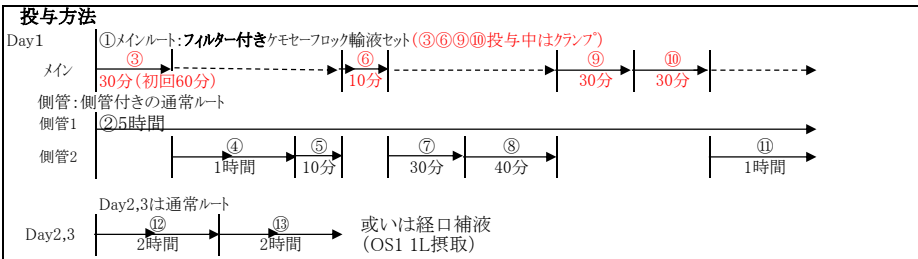 投与方法
Day1 ①メインルート:フィルター付きケモセーフロック輸液セット(③⑥⑨⑩投与中はクランプ)
メイン ③ ⑥ ⑨ ⑩
30分(初回60分) 10分 30分 30分
側管:側管付きの通常ルート
側管1 ②5時間
側管2 ④ ⑤ ⑦ ⑧ ⑪
1時間 10分 30分 40分 1時間
Day2,3は通常ルート
Day2,3 ⑫ ⑬ 或いは経口補液
2時間 2時間 (OS1 1L摂取)